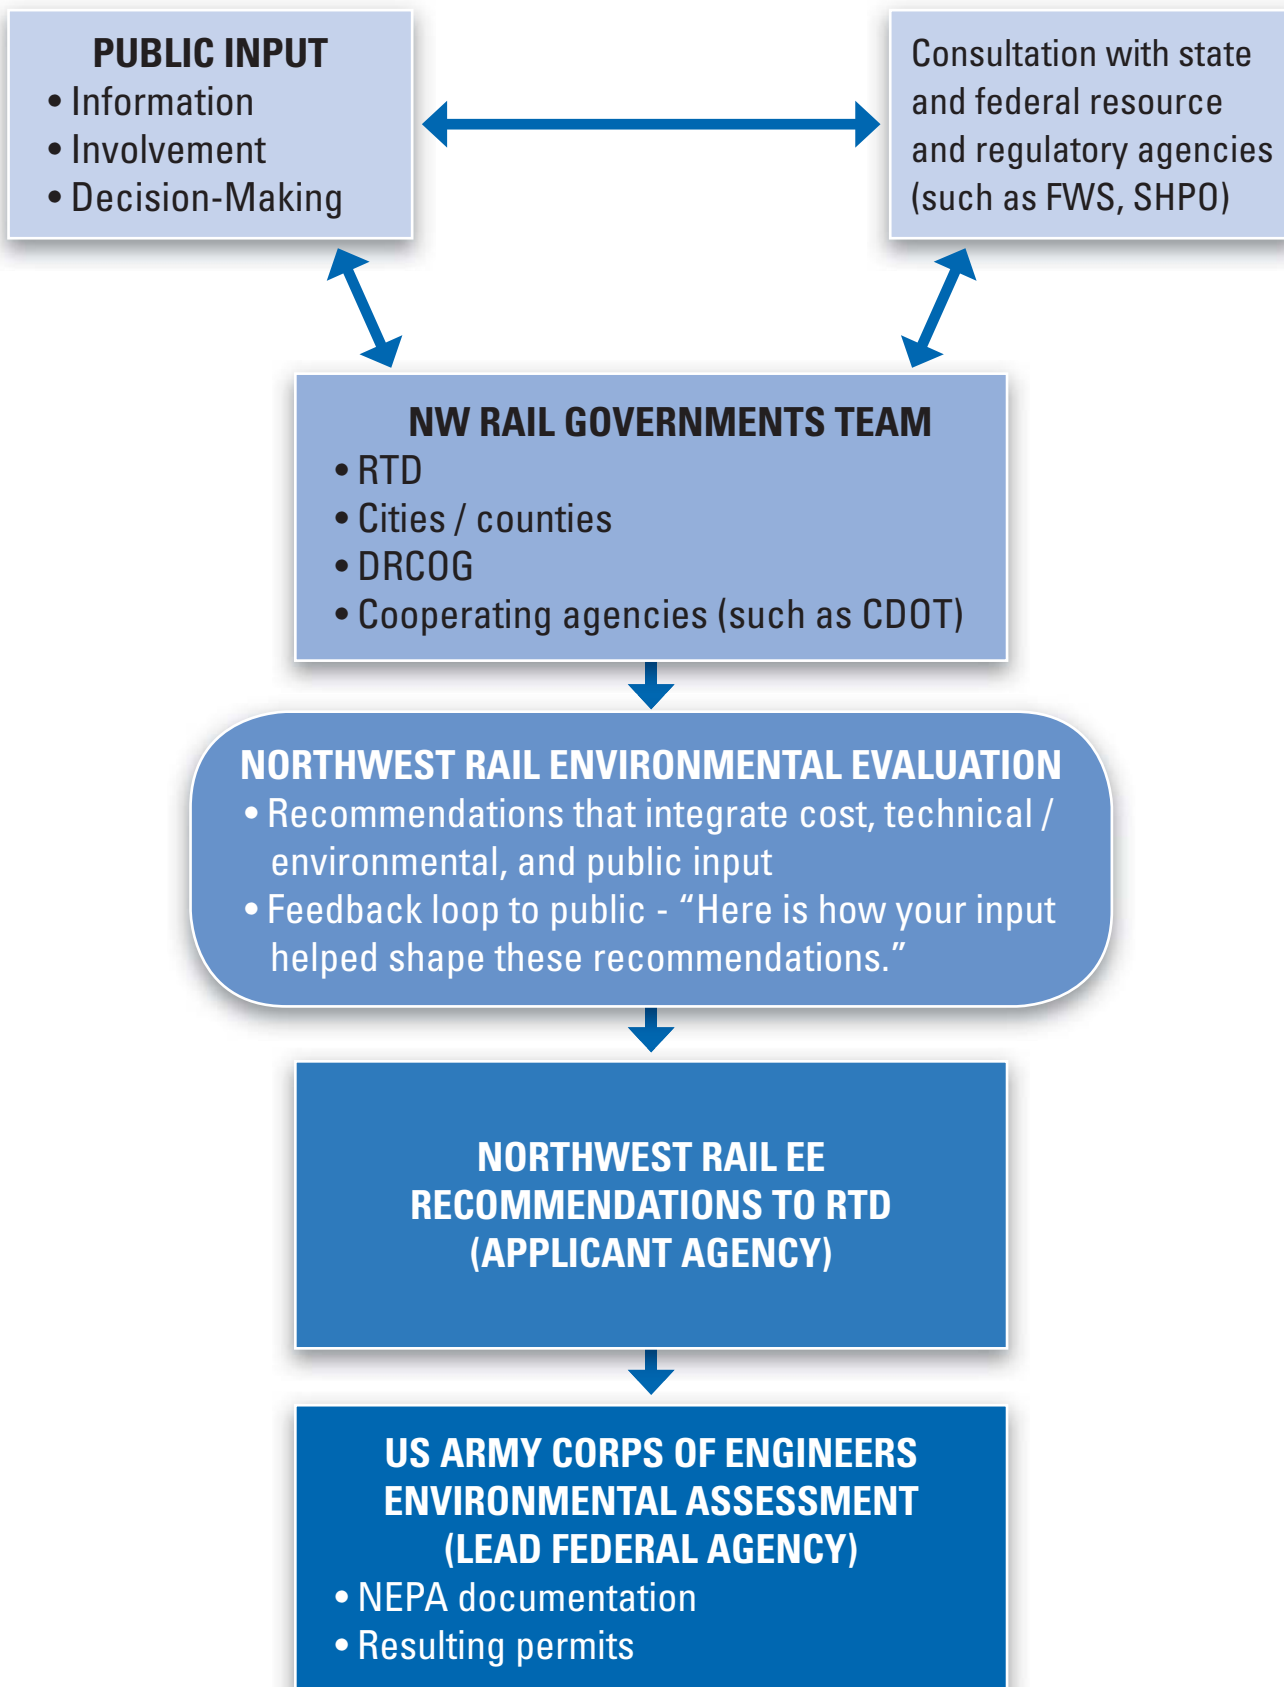 PUBLIC INPUT
• Information
• Involvement
• Decision-Making
Consultation with state
and federal resource
and regulatory agencies
(such as FWS, SHPO)
NW RAIL GOVERNMENTS TEAM
• RTD
• Cities / counties
• DRCOG
• Cooperating agencies (such as CDOT)
NORTHWEST RAIL ENVIRONMENTAL EVALUATION
• Recommendations that integrate cost, technical /
environmental, and public input
• Feedback loop to public - “Here is how your input
helped shape these recommendations.”
NORTHWEST RAIL EE
RECOMMENDATIONS TO RTD
(APPLICANT AGENCY)
US ARMY CORPS OF ENGINEERS
ENVIRONMENTAL ASSESSMENT
(LEAD FEDERAL AGENCY)
• NEPA documentation
• Resulting permits